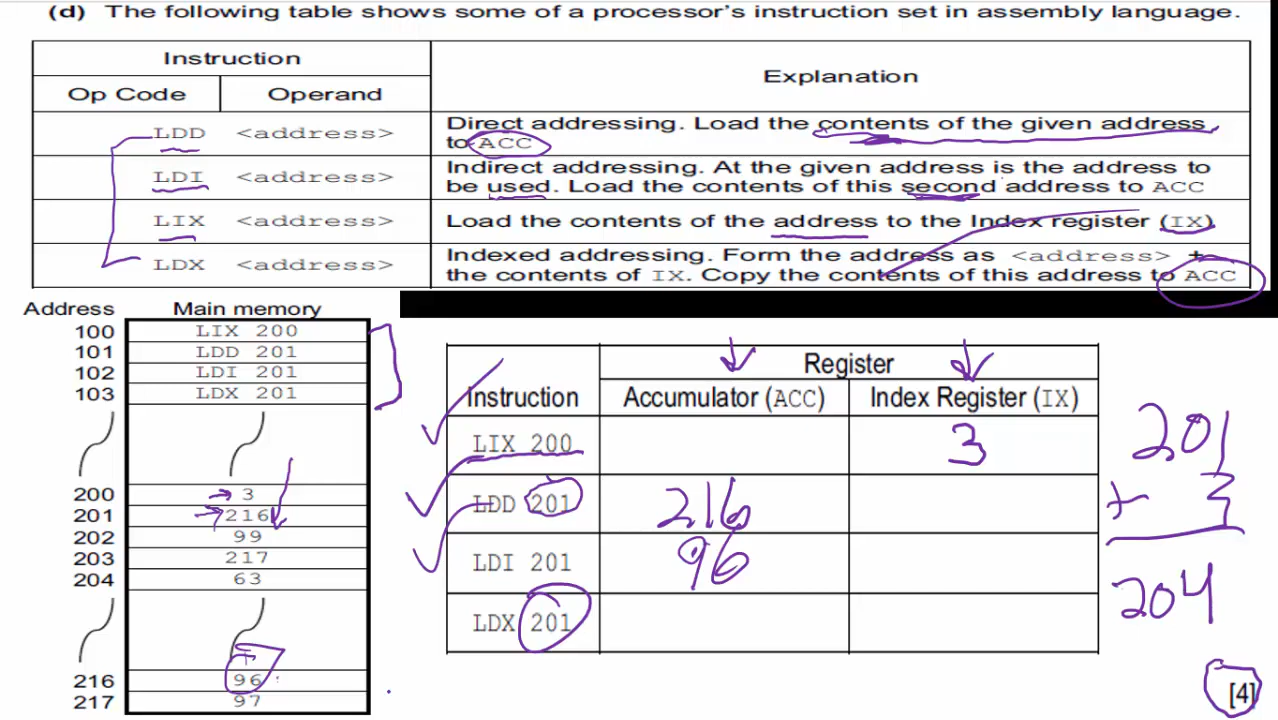 (d) The following table shows some of a processor's instruction set in assembly language.
Instruction
Explanation
Op Code Operand
LDD <address> Direct addressing. Load the contents of the given address
to ACC
LDI <address> Indirect addressing. At the given address is the address to
be used. Load the contents of this second address to ACC
LIX <address> Load the contents of the address to the Index register (IX)
LDX <address> Indexed addressing. Form the address as <address> +
the contents of IX. Copy the contents of this address to ACC
Address Main memory
100 LIX 200
101 LDD 201
102 LDI 201
103 LDX 201
200 3
201 216
202 99
203 217
204 63
216 96
217 97
Register
Instruction Accumulator (ACC) Index Register (IX)
LIX 200 3
LDD 201 216
LDI 201 96
LDX 201
201
+ 3
204
[4]